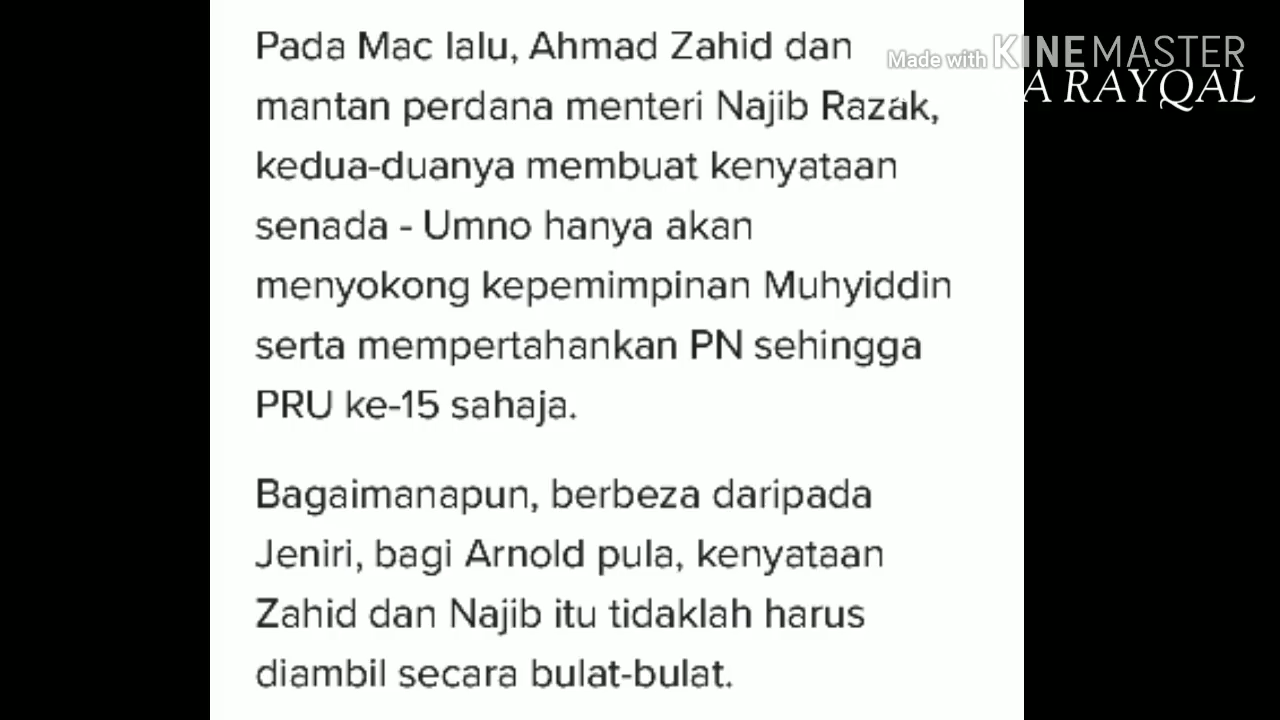 Pada Mac lalu, Ahmad Zahid dan
mantan perdana menteri Najib Razak,
kedua-duanya membuat kenyataan
senada - Umno hanya akan
menyokong kepemimpinan Muhyiddin
serta mempertahankan PN sehingga
PRU ke-15 sahaja.
Bagaimanapun, berbeza daripada
Jeniri, bagi Arnold pula, kenyataan
Zahid dan Najib itu tidaklah harus
diambil secara bulat-bulat.
Made with KINEMASTER
A RAYQAL